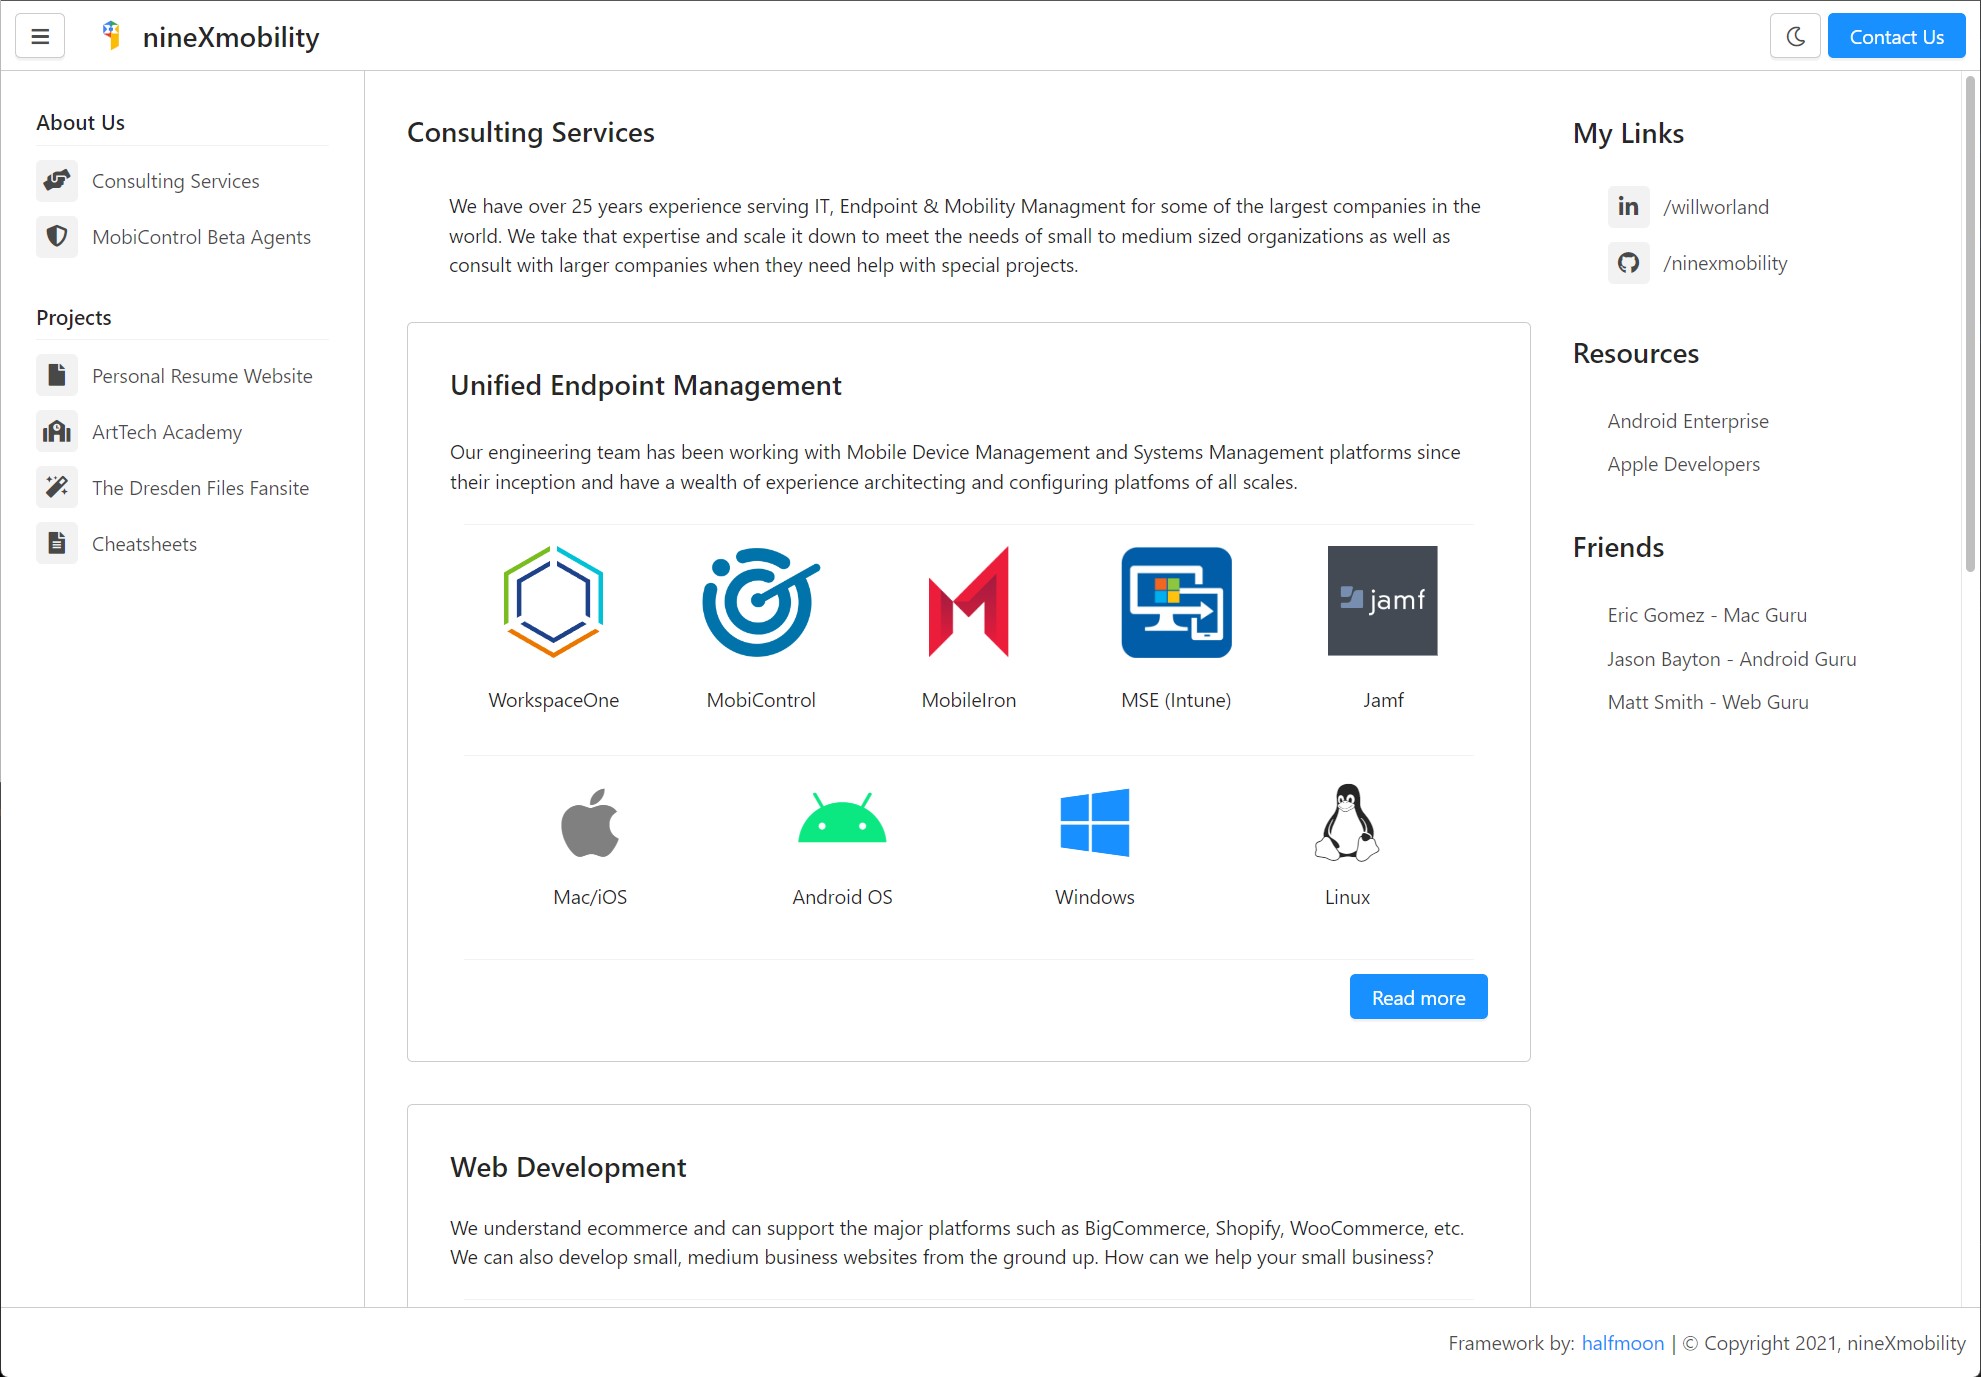 nineXmobility
Contact Us
About Us
Consulting Services
MobiControl Beta Agents
Projects
Personal Resume Website
ArtTech Academy
The Dresden Files Fansite
Cheatsheets
Consulting Services
We have over 25 years experience serving IT, Endpoint & Mobility Managment for some of the largest companies in the
world. We take that expertise and scale it down to meet the needs of small to medium sized organizations as well as
consult with larger companies when they need help with special projects.
Unified Endpoint Management
Our engineering team has been working with Mobile Device Management and Systems Management platforms since
their inception and have a wealth of experience architecting and configuring platfoms of all scales.
jamf
WorkspaceOne
MobiControl
MobileIron
MSE (Intune)
Jamf
Mac/iOS
Android OS
Windows
Linux
Read more
Web Development
We understand ecommerce and can support the major platforms such as BigCommerce, Shopify, WooCommerce, etc.
We can also develop small, medium business websites from the ground up. How can we help your small business?
My Links
in
/willworland
/ninexmobility
Resources
Android Enterprise
Apple Developers
Friends
Eric Gomez - Mac Guru
Jason Bayton - Android Guru
Matt Smith - Web Guru
Framework by: halfmoon | © Copyright 2021, nineXmobility